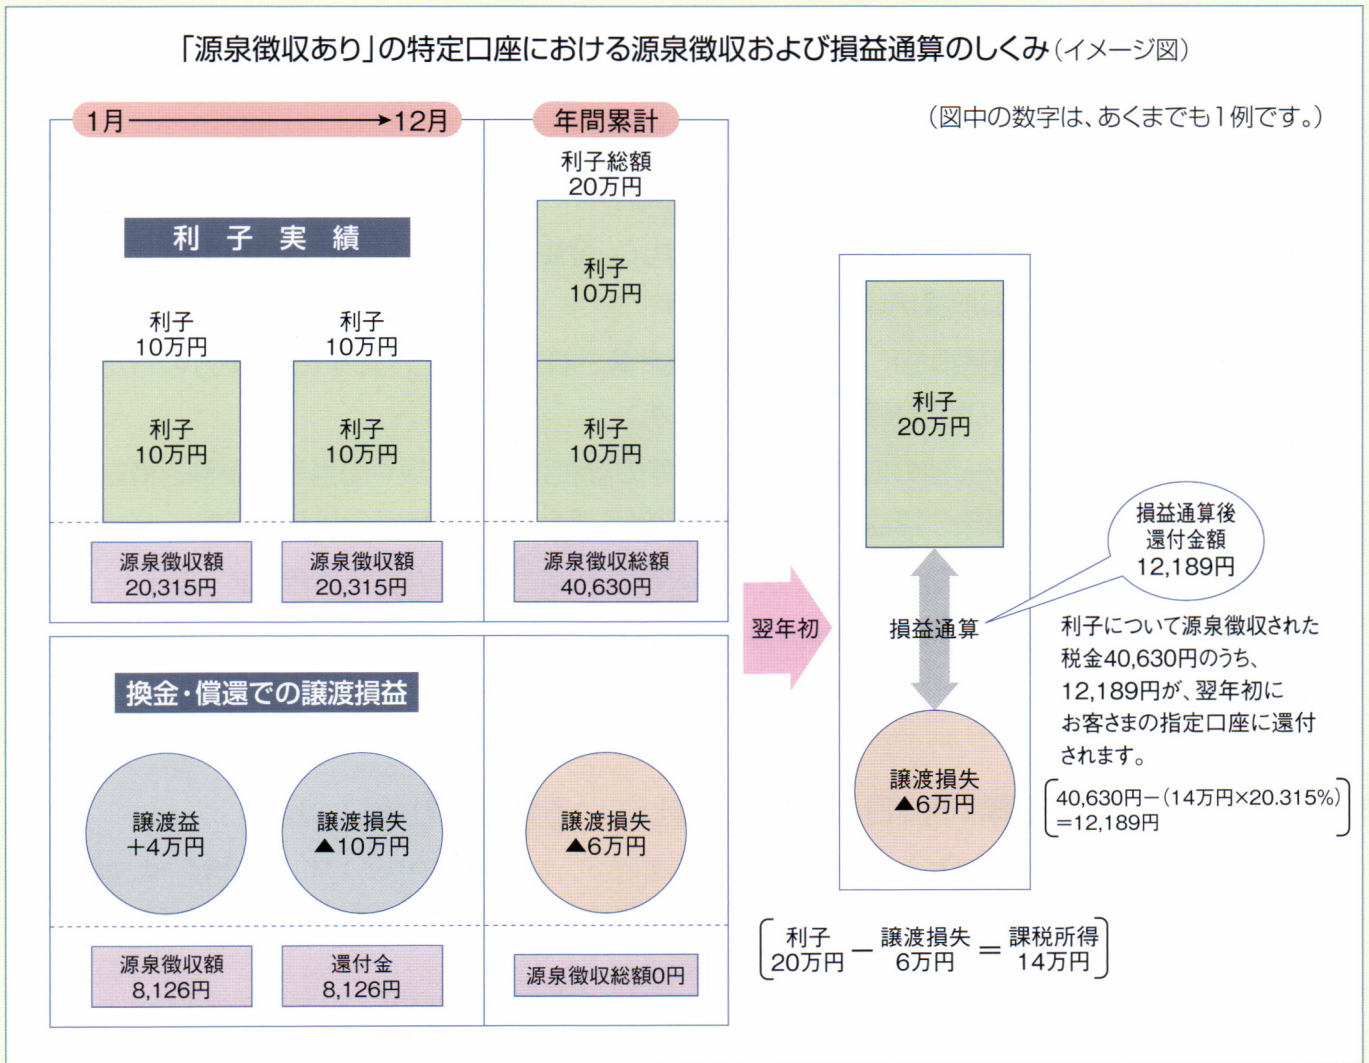 「源泉徴収あり」の特定口座における源泉徴収および損益通算のしくみ（イメージ図）
（図中の数字は、あくまでも1例です。）
1月
12月
年間累計
利子実績
利子総額
20万円
利子
10万円
利子
10万円
利子
10万円
利子
10万円
利子
10万円
利子
10万円
源泉徴収額
20,315円
源泉徴収額
20,315円
源泉徴収総額
40,630円
換金・償還での譲渡損益
譲渡益
＋4万円
譲渡損失
▲10万円
譲渡損失
▲6万円
源泉徴収額
8,126円
還付金
8,126円
源泉徴収総額0円
翌年初
利子
20万円
損益通算
譲渡損失
▲6万円
損益通算後
還付金額
12,189円
利子について源泉徴収された
税金40,630円のうち、
12,189円が、翌年初に
お客さまの指定口座に還付
されます。
40,630円－（14万円×20.315%）
＝12,189円
利子 － 譲渡損失 ＝ 課税所得
20万円 6万円 14万円